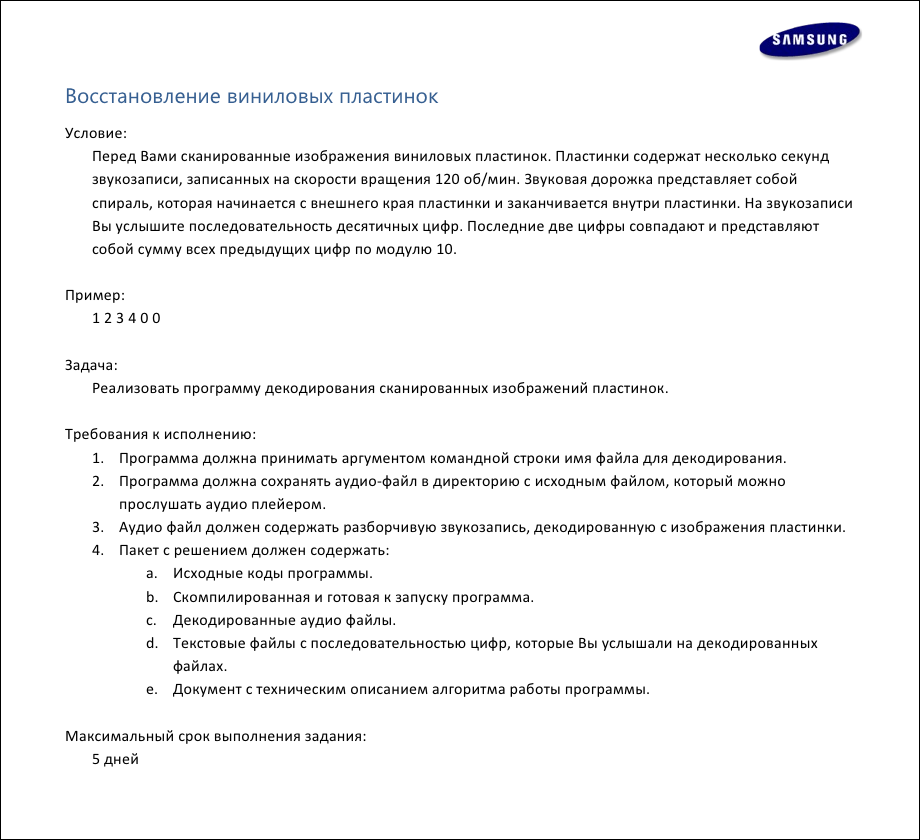 SAMSUNG
Восстановление виниловых пластинок
Условие:
Перед Вами сканированные изображения виниловых пластинок. Пластинки содержат несколько секунд
звукозаписи, записанных на скорости вращения 120 об/мин. Звуковая дорожка представляет собой
спираль, которая начинается с внешнего края пластинки и заканчивается внутри пластинки. На звукозаписи
Вы услышите последовательность десятичных цифр. Последние две цифры совпадают и представляют
собой сумму всех предыдущих цифр по модулю 10.
Пример:
1 2 3 4 0 0
Задача:
Реализовать программу декодирования сканированных изображений пластинок.
Требования к исполнению:
1. Программа должна принимать аргументом командной строки имя файла для декодирования.
2. Программа должна сохранять аудио-файл в директорию с исходным файлом, который можно
прослушать аудио плейером.
3. Аудио файл должен содержать разборчивую звукозапись, декодированную с изображения пластинки.
4. Пакет с решением должен содержать:
a. Исходные коды программы.
b. Скомпилированная и готовая к запуску программа.
c. Декодированные аудио файлы.
d. Текстовые файлы с последовательностью цифр, которые Вы услышали на декодированных
файлах.
e. Документ с техническим описанием алгоритма работы программы.
Максимальный срок выполнения задания:
5 дней